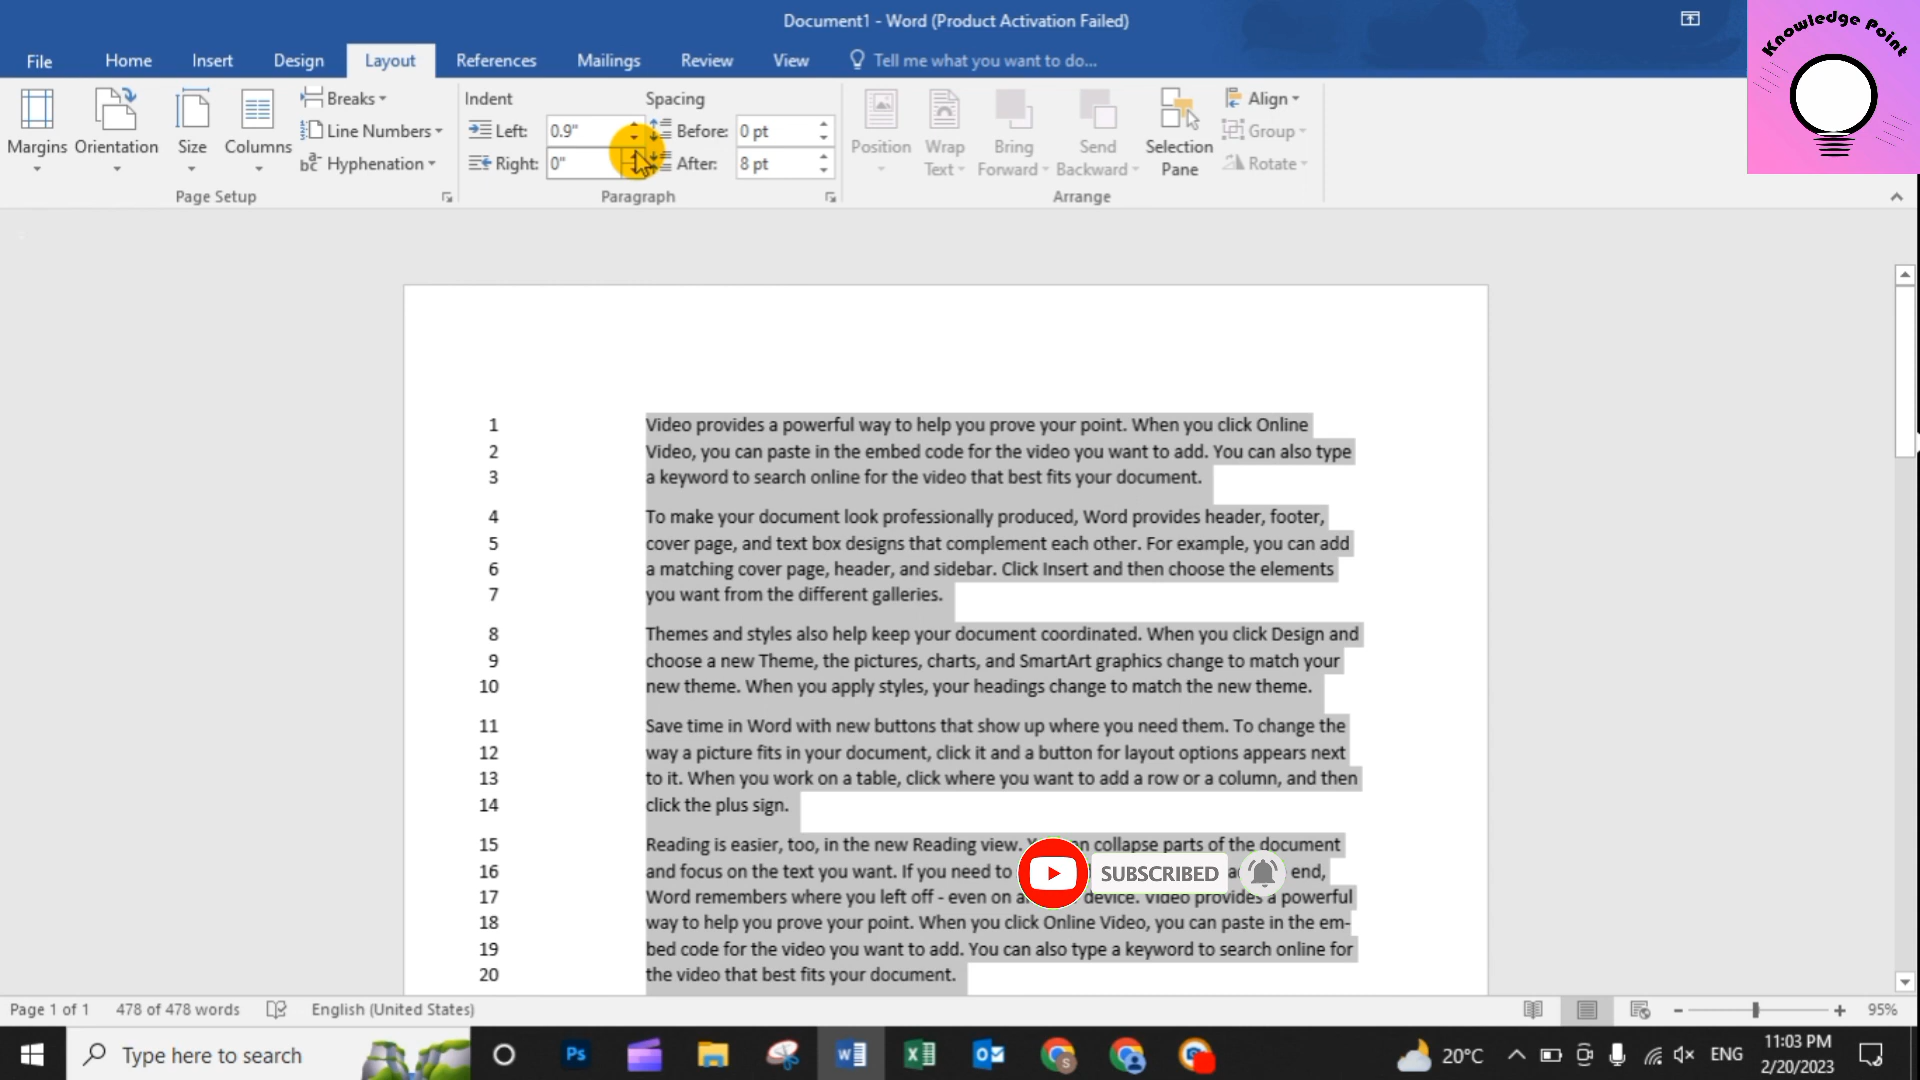 Document1 - Word (Product Activation Failed)
Knowledge Point
File Home Insert Design Layout References Mailings Review View Tell me what you want to do...
Margins
Orientation
Size
Columns
Breaks
Line Numbers
Hyphenation
Page Setup
Indent
Left: 0.9"
Right: 0"
Spacing
Before: 0 pt
After: 8 pt
Paragraph
Position
Wrap
Text
Bring
Forward
Send
Backward
Selection
Pane
Align
Group
Rotate
Arrange
1 Video provides a powerful way to help you prove your point. When you click Online
2 Video, you can paste in the embed code for the video you want to add. You can also type
3 a keyword to search online for the video that best fits your document.
4 To make your document look professionally produced, Word provides header, footer,
5 cover page, and text box designs that complement each other. For example, you can add
6 a matching cover page, header, and sidebar. Click Insert and then choose the elements
7 you want from the different galleries.
8 Themes and styles also help keep your document coordinated. When you click Design and
9 choose a new Theme, the pictures, charts, and SmartArt graphics change to match your
10 new theme. When you apply styles, your headings change to match the new theme.
11 Save time in Word with new buttons that show up where you need them. To change the
12 way a picture fits in your document, click it and a button for layout options appears next
13 to it. When you work on a table, click where you want to add a row or a column, and then
14 click the plus sign.
15 Reading is easier, too, in the new Reading view. collapse parts of the document
16 and focus on the text you want. If you need to end,
17 Word remembers where you left off - even on device. Video provides a powerful
18 way to help you prove your point. When you click Online Video, you can paste in the em-
19 bed code for the video you want to add. You can also type a keyword to search online for
20 the video that best fits your document.
SUBSCRIBED
Page 1 of 1 478 of 478 words English (United States) 95%
Type here to search
Ps
20°C
ENG
11:03 PM
2/20/2023